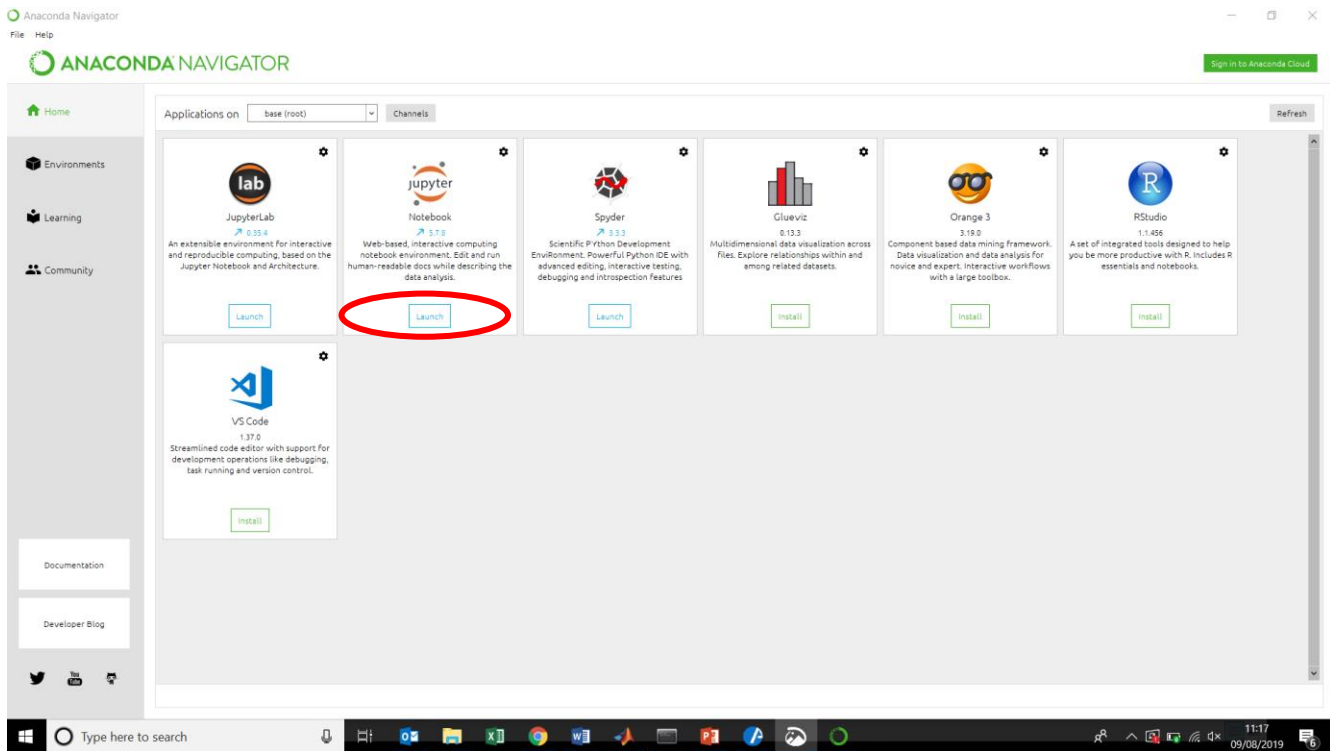 Anaconda Navigator
File Help
ANACONDA NAVIGATOR
Sign in to Anaconda Cloud
Home
Environments
Learning
Community
Documentation
Developer Blog
You
Tube
Applications on base (root) Channels
Refresh
lab
JupyterLab
0.35.4
An extensible environment for interactive
and reproducible computing, based on the
Jupyter Notebook and Architecture.
Launch
jupyter
Notebook
5.7.8
Web-based, interactive computing
notebook environment. Edit and run
human-readable docs while describing the
data analysis.
Launch
Spyder
3.3.3
Scientific PYthon Development
EnviRonment. Powerful Python IDE with
advanced editing, interactive testing,
debugging and introspection features
Launch
Glueviz
0.13.3
Multidimensional data visualization across
files. Explore relationships within and
among related datasets.
Install
Orange 3
3.19.0
Component based data mining framework.
Data visualization and data analysis for
novice and expert. Interactive workflows
with a large toolbox.
Install
R
RStudio
1.1.456
A set of integrated tools designed to help
you be more productive with R. Includes R
essentials and notebooks.
Install
VS Code
1.37.0
Streamlined code editor with support for
development operations like debugging,
task running and version control.
Install
Type here to search
11:17
09/08/2019
6